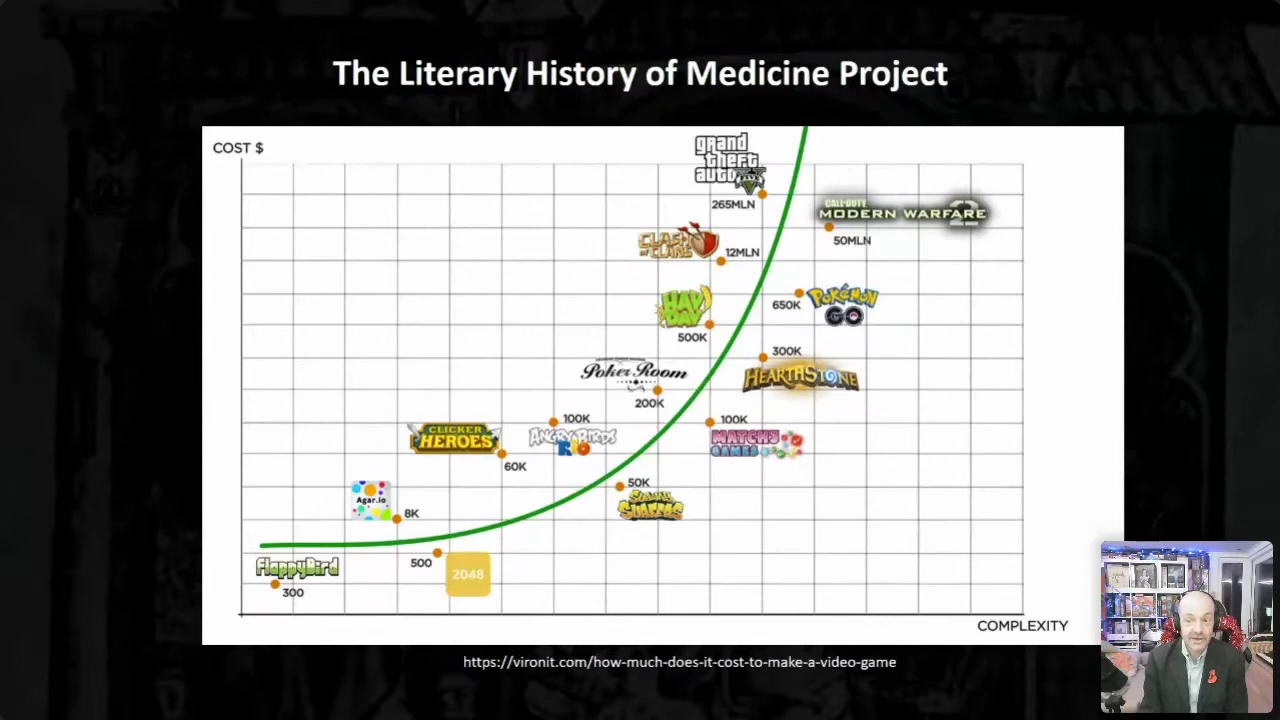 The Literary History of Medicine Project
COST $
grand
theft
auto
V
265MLN
CALL OF DUTY
MODERN WARFARE 2
50MLN
CLASH
OF CLANS
12MLN
HAY
DAY
500K
650K
POKÉMON
GO
300K
HEARTHSTONE
Poker Room
200K
CLICKER
HEROES
60K
100K
ANGRY BIRDS
RIO
100K
MATCHY
GAMES
50K
SUBWAY
SURFERS
Agar.io
8K
500
2048
FlappyBird
300
COMPLEXITY
https://vironit.com/how-much-does-it-cost-to-make-a-video-game